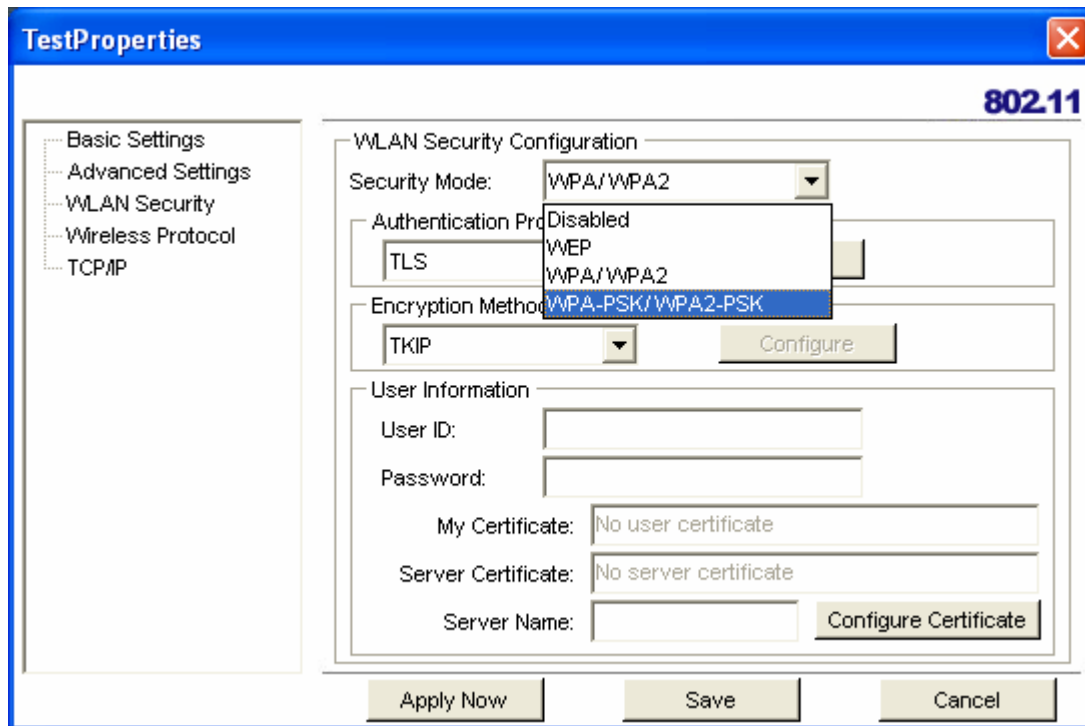 TestProperties
802.11
Basic Settings
Advanced Settings
WLAN Security
Wireless Protocol
TCP/IP
WLAN Security Configuration
Security Mode: WPA/WPA2
Disabled
WEP
WPA/WPA2
WPA-PSK/WPA2-PSK
Authentication
TLS
Encryption
TKIP Configure
User Information
User ID:
Password:
My Certificate: No user certificate
Server Certificate: No server certificate
Server Name: Configure Certificate
Apply Now Save Cancel